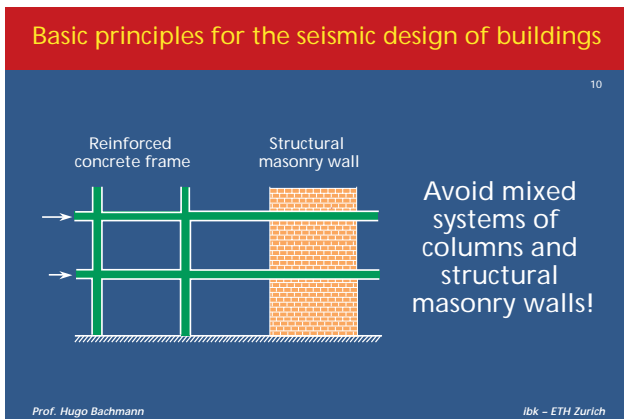 Basic principles for the seismic design of buildings
10
Reinforced
concrete frame
Structural
masonry wall
Avoid mixed
systems of
columns and
structural
masonry walls!
Prof. Hugo Bachmann
ibk – ETH Zurich